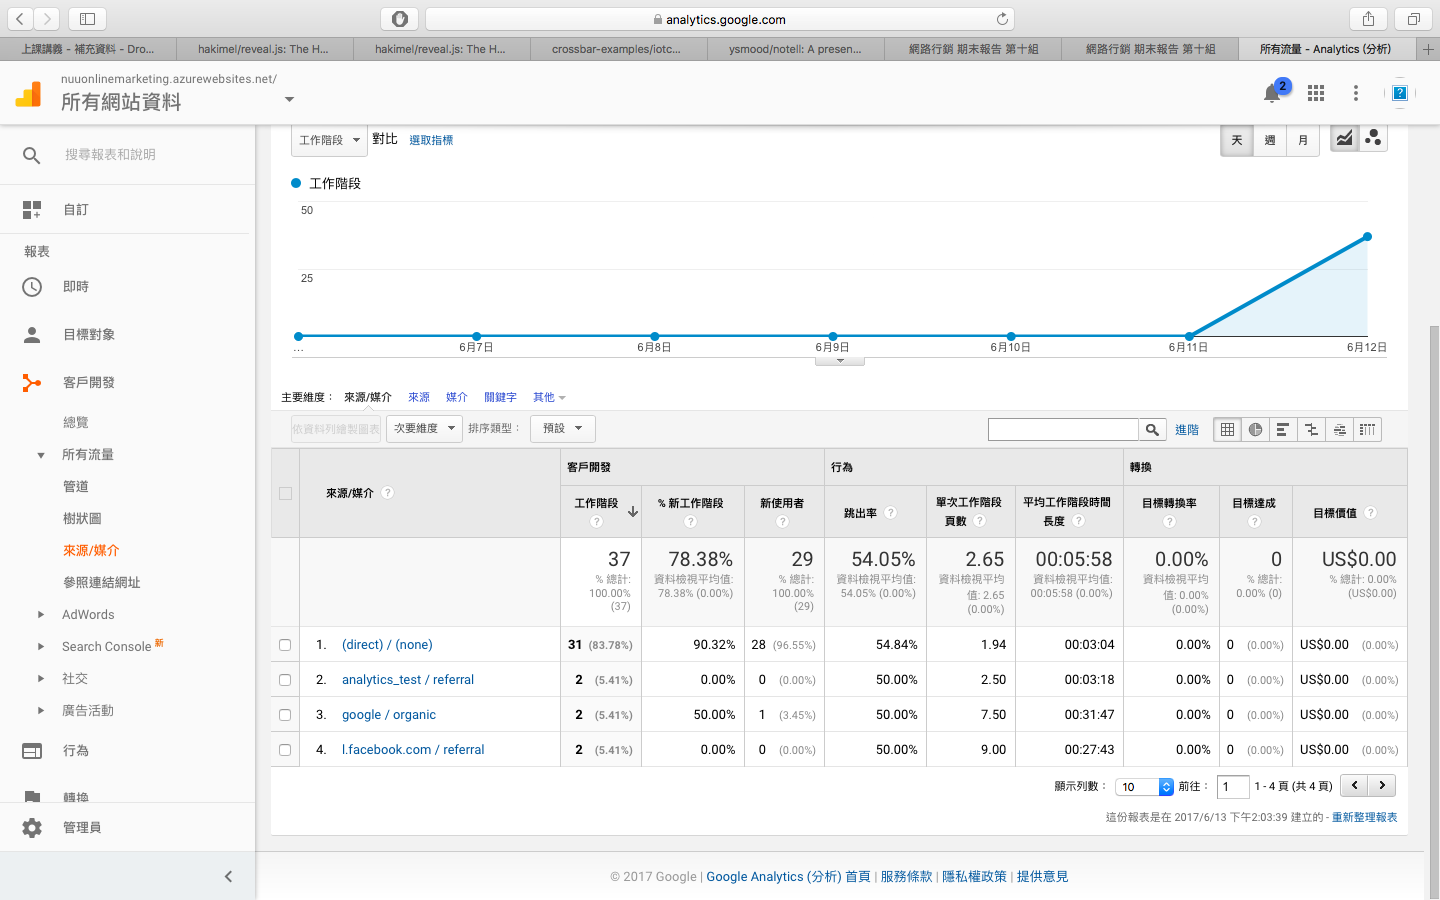 analytics.google.com
上課講義 - 補充資料 - Dro...
hakimel/reveal.js: The H...
hakimel/reveal.js: The H...
crossbar-examples/iotc...
ysmood/notell: A presen...
網路行銷 期末報告 第十組
網路行銷 期末報告 第十組
所有流量 - Analytics (分析)
nuuonlinemarketing.azurewebsites.net/
所有網站資料
2
搜尋報表和說明
自訂
報表
即時
目標對象
客戶開發
總覽
所有流量
管道
樹狀圖
來源/媒介
參照連結網址
AdWords
Search Console 新
社交
廣告活動
行為
轉換
管理員
工作階段 對比 選取指標
天 週 月
工作階段
50
25
... 6月7日 6月8日 6月9日 6月10日 6月11日 6月12日
主要維度： 來源/媒介 來源 媒介 關鍵字 其他
依資料列繪製圖表 次要維度 排序類型： 預設 進階
來源/媒介 ? 客戶開發 行為 轉換
工作階段 ? % 新工作階段 ? 新使用者 ? 跳出率 ? 單次工作階段頁數 ? 平均工作階段時間長度 ? 目標轉換率 ? 目標達成 ? 目標價值 ?
37 78.38% 29 54.05% 2.65 00:05:58 0.00% 0 US$0.00
% 總計: 100.00% (37) 資料檢視平均值: 78.38% (0.00%) % 總計: 100.00% (29) 資料檢視平均值: 54.05% (0.00%) 資料檢視平均值: 2.65 (0.00%) 資料檢視平均值: 00:05:58 (0.00%) 資料檢視平均值: 0.00% (0.00%) % 總計: 0.00% (0) % 總計: 0.00% (US$0.00)
1. (direct) / (none) 31 (83.78%) 90.32% 28 (96.55%) 54.84% 1.94 00:03:04 0.00% 0 (0.00%) US$0.00 (0.00%)
2. analytics_test / referral 2 (5.41%) 0.00% 0 (0.00%) 50.00% 2.50 00:03:18 0.00% 0 (0.00%) US$0.00 (0.00%)
3. google / organic 2 (5.41%) 50.00% 1 (3.45%) 50.00% 7.50 00:31:47 0.00% 0 (0.00%) US$0.00 (0.00%)
4. l.facebook.com / referral 2 (5.41%) 0.00% 0 (0.00%) 50.00% 9.00 00:27:43 0.00% 0 (0.00%) US$0.00 (0.00%)
顯示列數： 10 前往： 1 1 - 4 頁 (共 4 頁)
這份報表是在 2017/6/13 下午2:03:39 建立的 - 重新整理報表
© 2017 Google | Google Analytics (分析) 首頁 | 服務條款 | 隱私權政策 | 提供意見